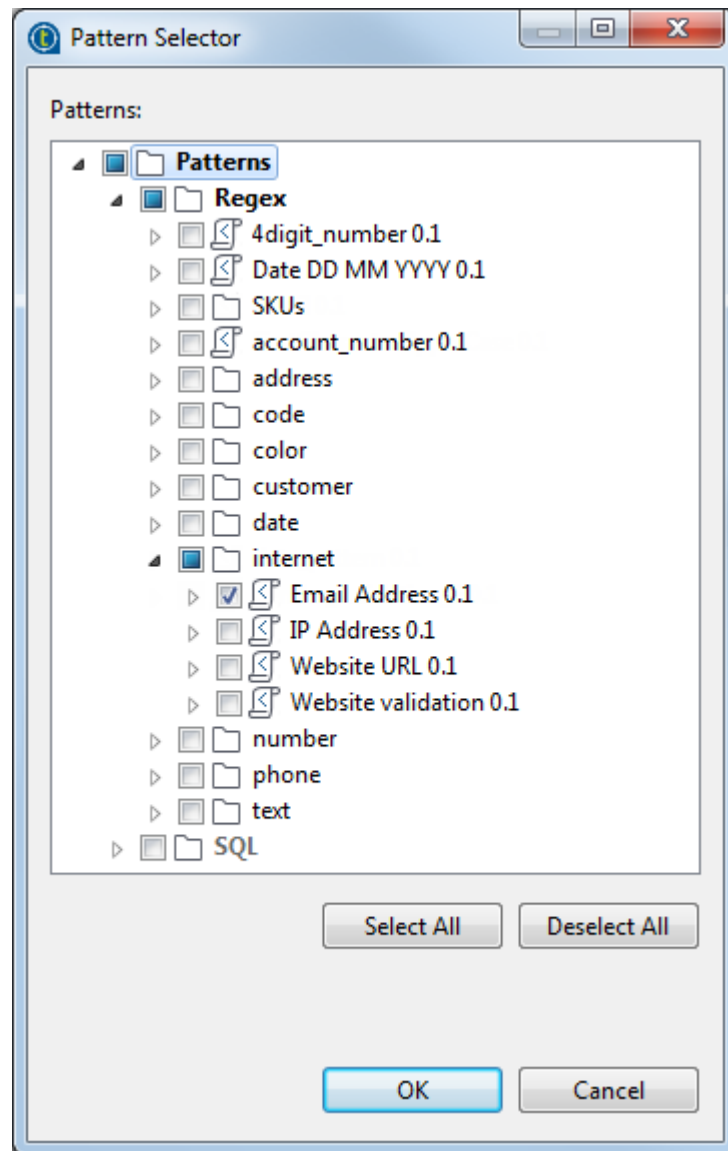 Pattern Selector
Patterns:
Patterns
Regex
4digit_number 0.1
Date DD MM YYYY 0.1
SKUs
account_number 0.1
address
code
color
customer
date
internet
Email Address 0.1
IP Address 0.1
Website URL 0.1
Website validation 0.1
number
phone
text
SQL
Select All Deselect All
OK Cancel